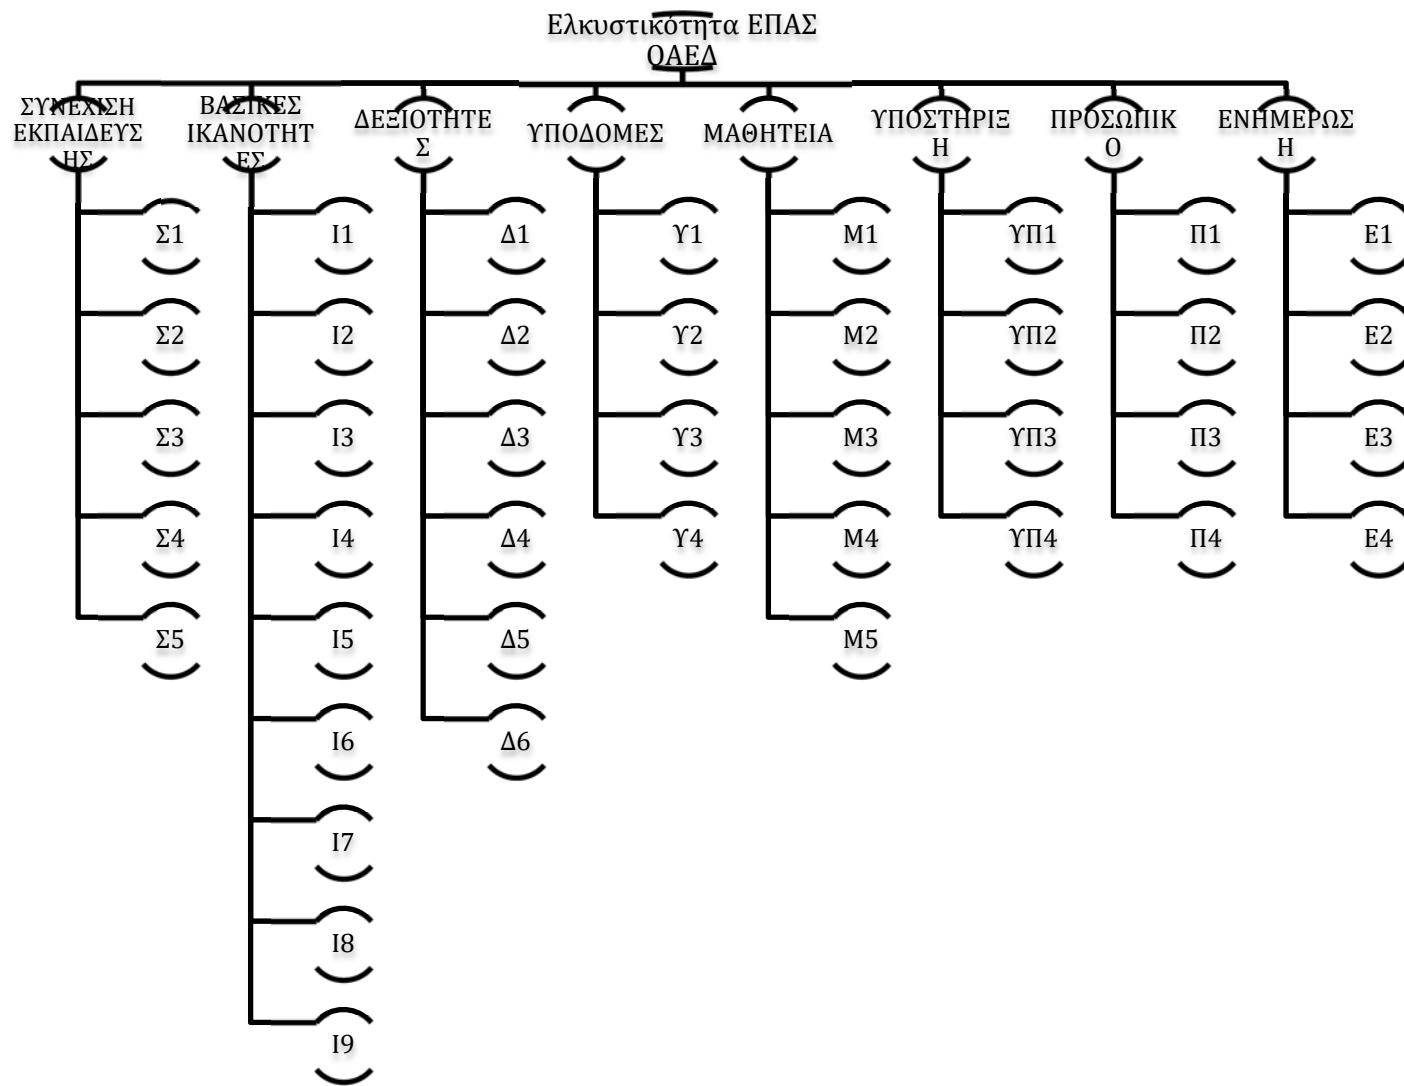 Ελκυστικότητα ΕΠΑΣ
ΟΑΕΔ
ΣΥΝΕΧΙΣΗ
ΕΚΠΑΙΔΕΥΣ
ΗΣ
ΒΑΣΙΚΕΣ
ΙΚΑΝΟΤΗΤ
ΕΣ
ΔΕΞΙΟΤΗΤΕ
Σ
ΥΠΟΔΟΜΕΣ
ΜΑΘΗΤΕΙΑ
ΥΠΟΣΤΗΡΙΞ
Η
ΠΡΟΣΩΠΙΚ
Ο
ΕΝΗΜΕΡΩΣ
Η
Σ1
Σ2
Σ3
Σ4
Σ5
Ι1
Ι2
Ι3
Ι4
Ι5
Ι6
Ι7
Ι8
Ι9
Δ1
Δ2
Δ3
Δ4
Δ5
Δ6
Υ1
Υ2
Υ3
Υ4
Μ1
Μ2
Μ3
Μ4
Μ5
ΥΠ1
ΥΠ2
ΥΠ3
ΥΠ4
Π1
Π2
Π3
Π4
Ε1
Ε2
Ε3
Ε4